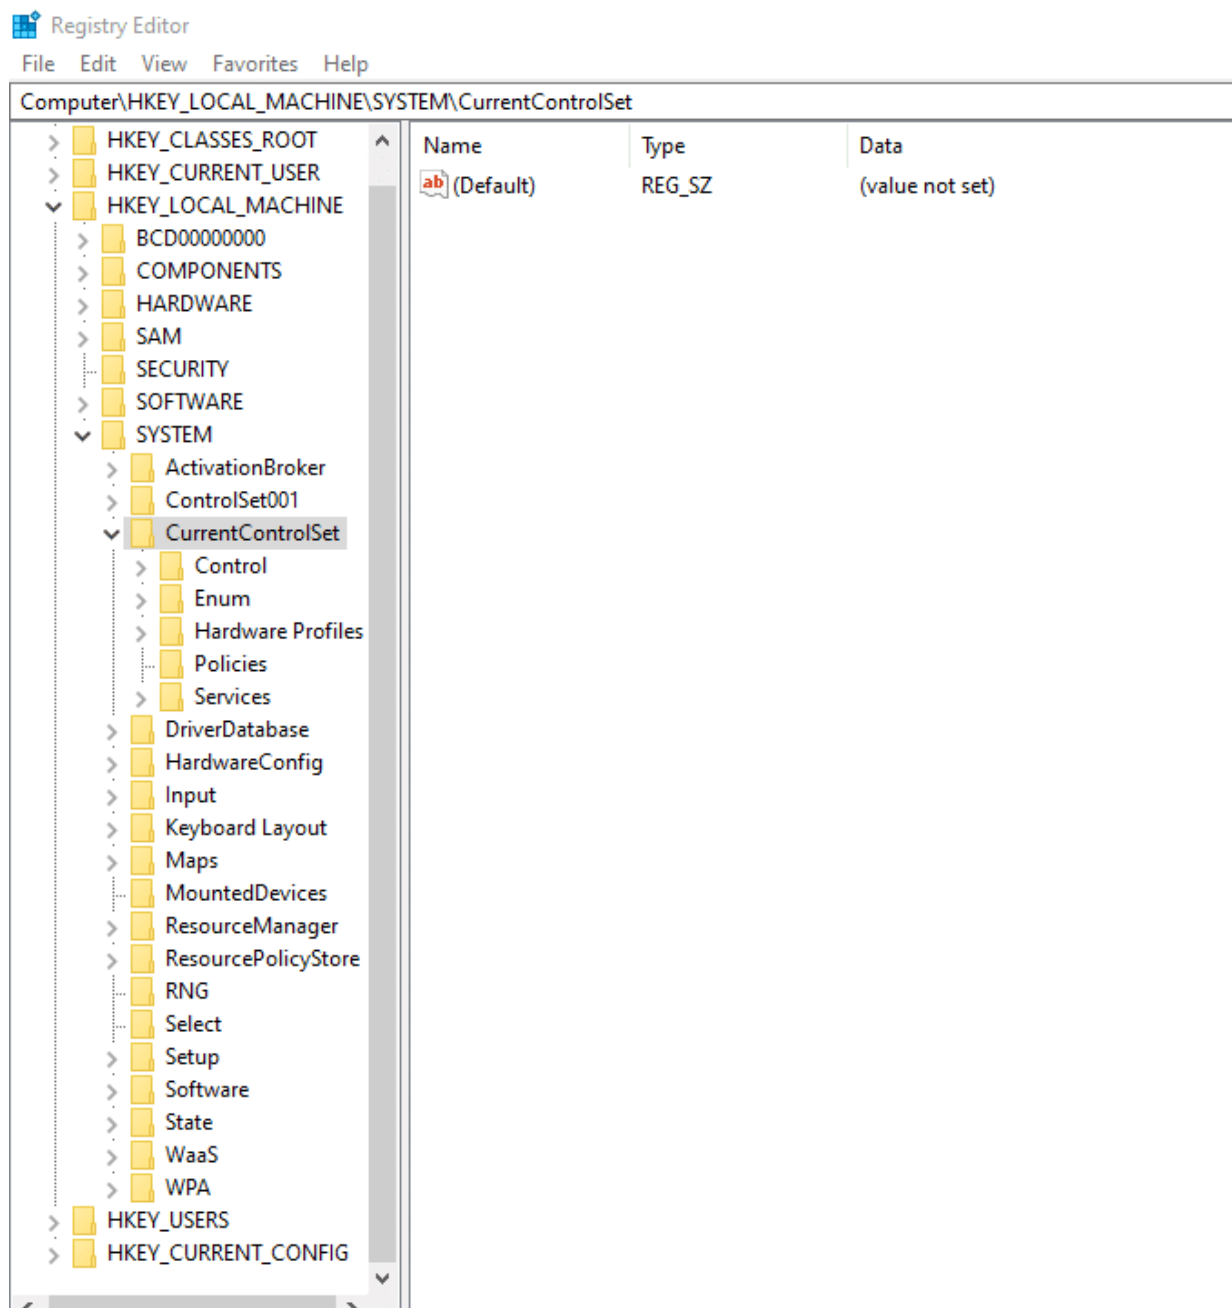 Registry Editor
File Edit View Favorites Help
Computer\HKEY_LOCAL_MACHINE\SYSTEM\CurrentControlSet
HKEY_CLASSES_ROOT
HKEY_CURRENT_USER
HKEY_LOCAL_MACHINE
BCD00000000
COMPONENTS
HARDWARE
SAM
SECURITY
SOFTWARE
SYSTEM
ActivationBroker
ControlSet001
CurrentControlSet
Control
Enum
Hardware Profiles
Policies
Services
DriverDatabase
HardwareConfig
Input
Keyboard Layout
Maps
MountedDevices
ResourceManager
ResourcePolicyStore
RNG
Select
Setup
Software
State
WaaS
WPA
HKEY_USERS
HKEY_CURRENT_CONFIG
Name Type Data
ab (Default) REG_SZ (value not set)